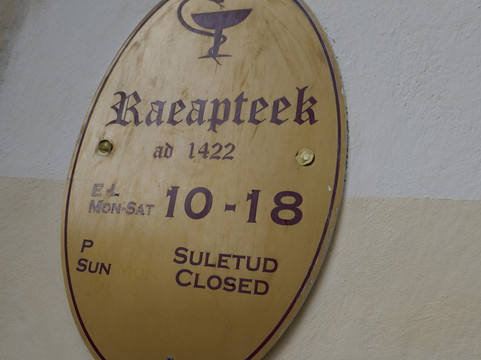 Raeapteek
ad 1422
E-L
Mon-Sat 10-18
P
Sun
Suletud
Closed